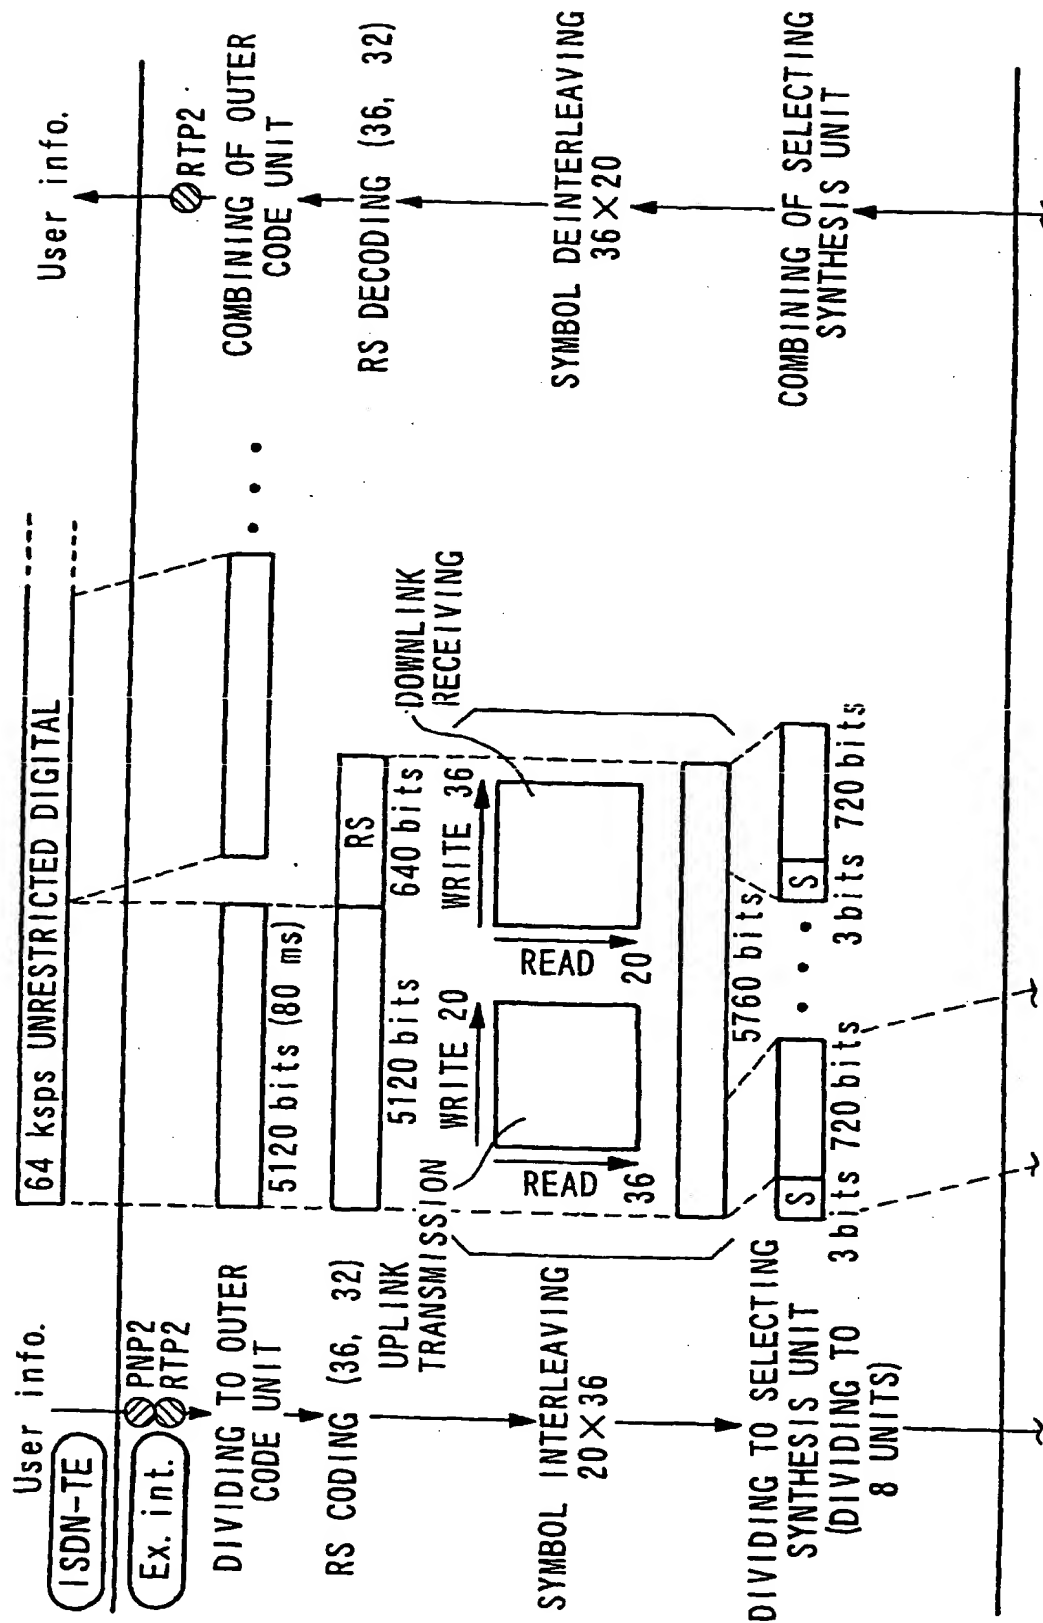 User info.
ISDN-TE
Ex. int.
PNP2
RTP2
DIVIDING TO OUTER
CODE UNIT
RS CODING (36, 32)
UPLINK
TRANSMISSION
SYMBOL INTERLEAVING
20×36
DIVIDING TO SELECTING
SYNTHESIS UNIT
(DIVIDING TO
8 UNITS)
64 ksps UNRESTRICTED DIGITAL
5120 bits (80 ms)
RS
5120 bits
640 bits
WRITE 20
READ
36
WRITE 36
READ
20
DOWNLINK
RECEIVING
5760 bits
S
3 bits 720 bits
S
3 bits 720 bits
User info.
RTP2
COMBINING OF OUTER
CODE UNIT
RS DECODING (36, 32)
SYMBOL DEINTERLEAVING
36×20
COMBINING OF SELECTING
SYNTHESIS UNIT